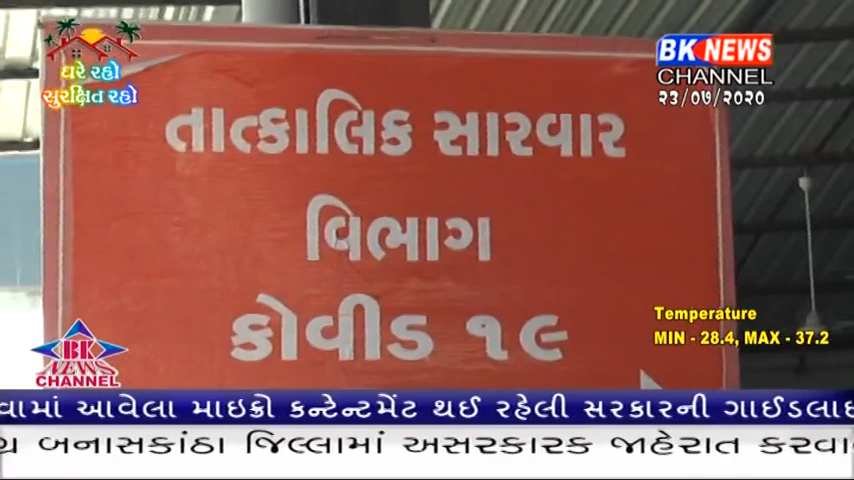 ઘરે રહો
સુરક્ષિત રહો
BK NEWS
CHANNEL
૨૩/૦૭/૨૦૨૦
તાત્કાલિક સારવાર
વિભાગ
કોવીડ ૧૯
Temperature
MIN - 28.4, MAX - 37.2
BK
NEWS
CHANNEL
વામાં આવેલા માઇક્રો કન્ટેન્ટમેંટ થઈ રહેલી સરકારની ગાઈડલાઇ
બનાસકાંઠા જિલ્લામાં અસરકારક જાહેરાત કરવા